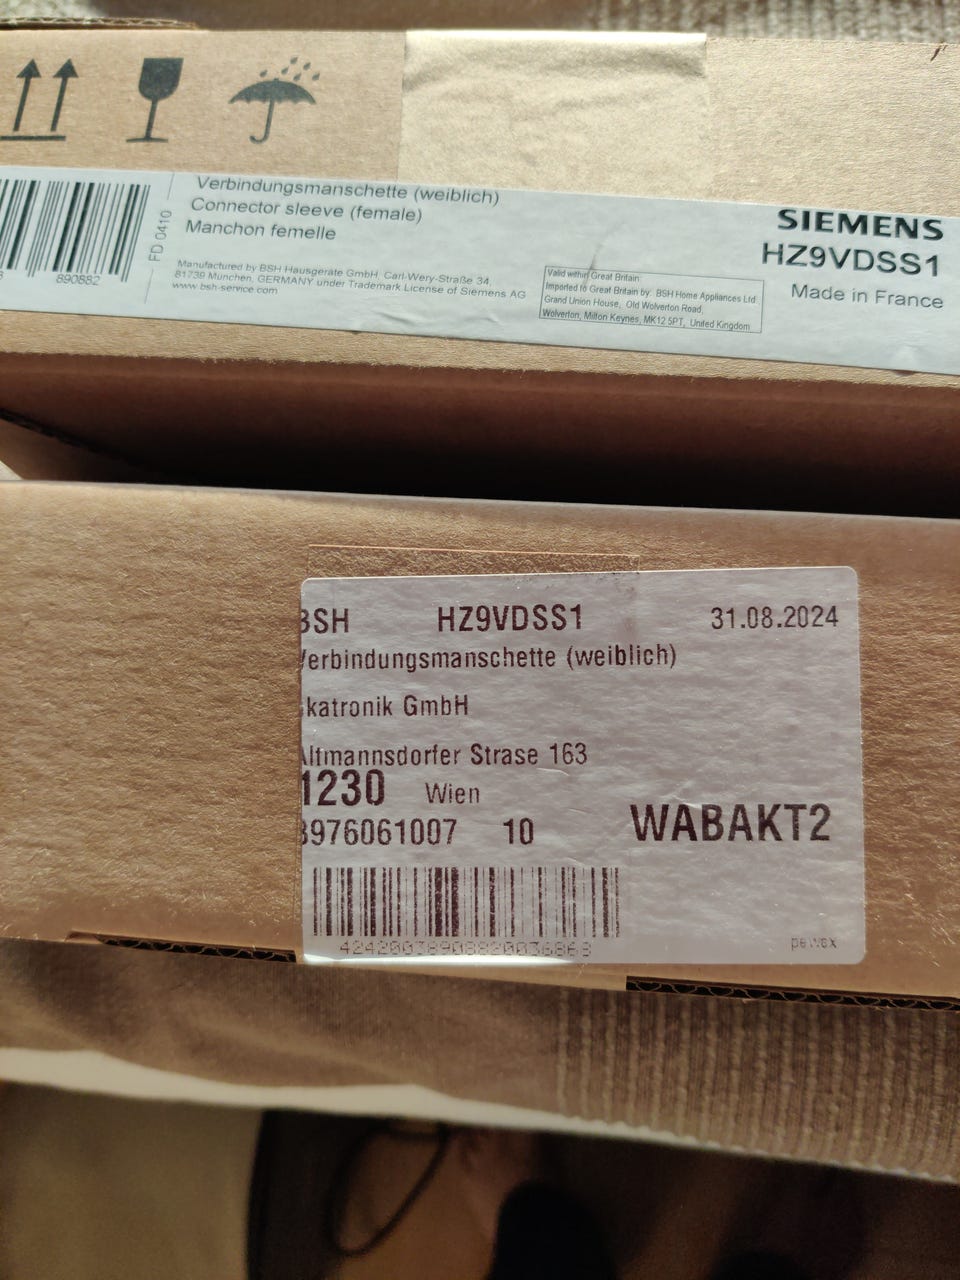 Verbindungsmanschette (weiblich)
Connector sleeve (female)
Manchon femelle
FD 0410
890882
Manufactured by BSH Hausgeräte GmbH, Carl-Wery-Straße 34,
81739 München, GERMANY under Trademark License of Siemens AG
www.bsh-service.com
Valid within Great Britain:
Imported to Great Britain by: BSH Home Appliances Ltd.
Grand Union House, Old Wolverton Road,
Wolverton, Milton Keynes, MK12 5PT, United Kingdom
SIEMENS
HZ9VDSS1
Made in France
BSH HZ9VDSS1 31.08.2024
Verbindungsmanschette (weiblich)
katronik GmbH
Altmannsdorfer Strase 163
1230 Wien
3976061007 10 WABAKT2